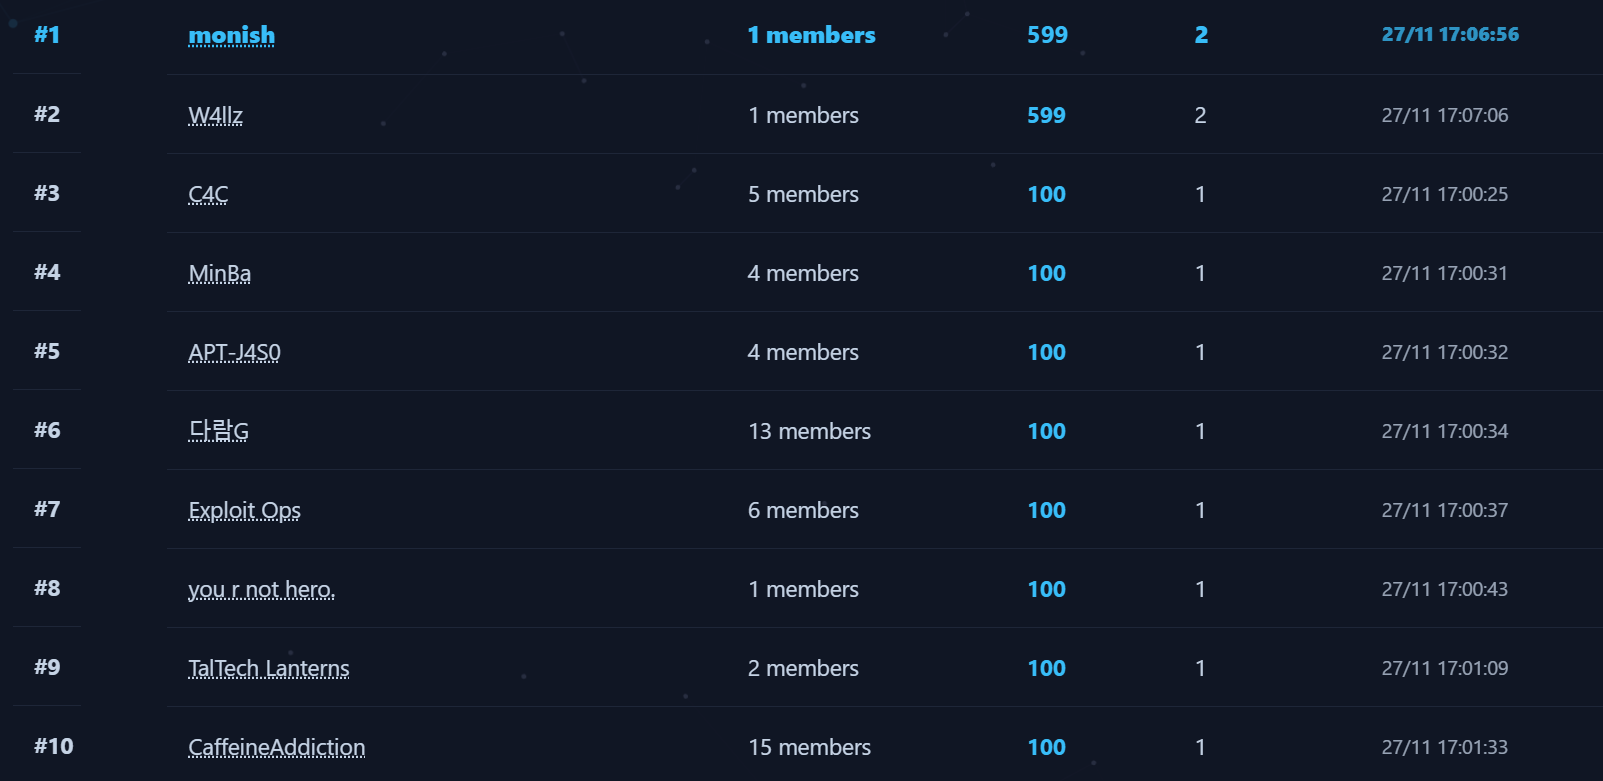 #1 monish 1 members 599 2 27/11 17:06:56
#2 W4llz 1 members 599 2 27/11 17:07:06
#3 C4C 5 members 100 1 27/11 17:00:25
#4 MinBa 4 members 100 1 27/11 17:00:31
#5 APT-J4S0 4 members 100 1 27/11 17:00:32
#6 다람G 13 members 100 1 27/11 17:00:34
#7 Exploit Ops 6 members 100 1 27/11 17:00:37
#8 you r not hero. 1 members 100 1 27/11 17:00:43
#9 TalTech Lanterns 2 members 100 1 27/11 17:01:09
#10 CaffeineAddiction 15 members 100 1 27/11 17:01:33